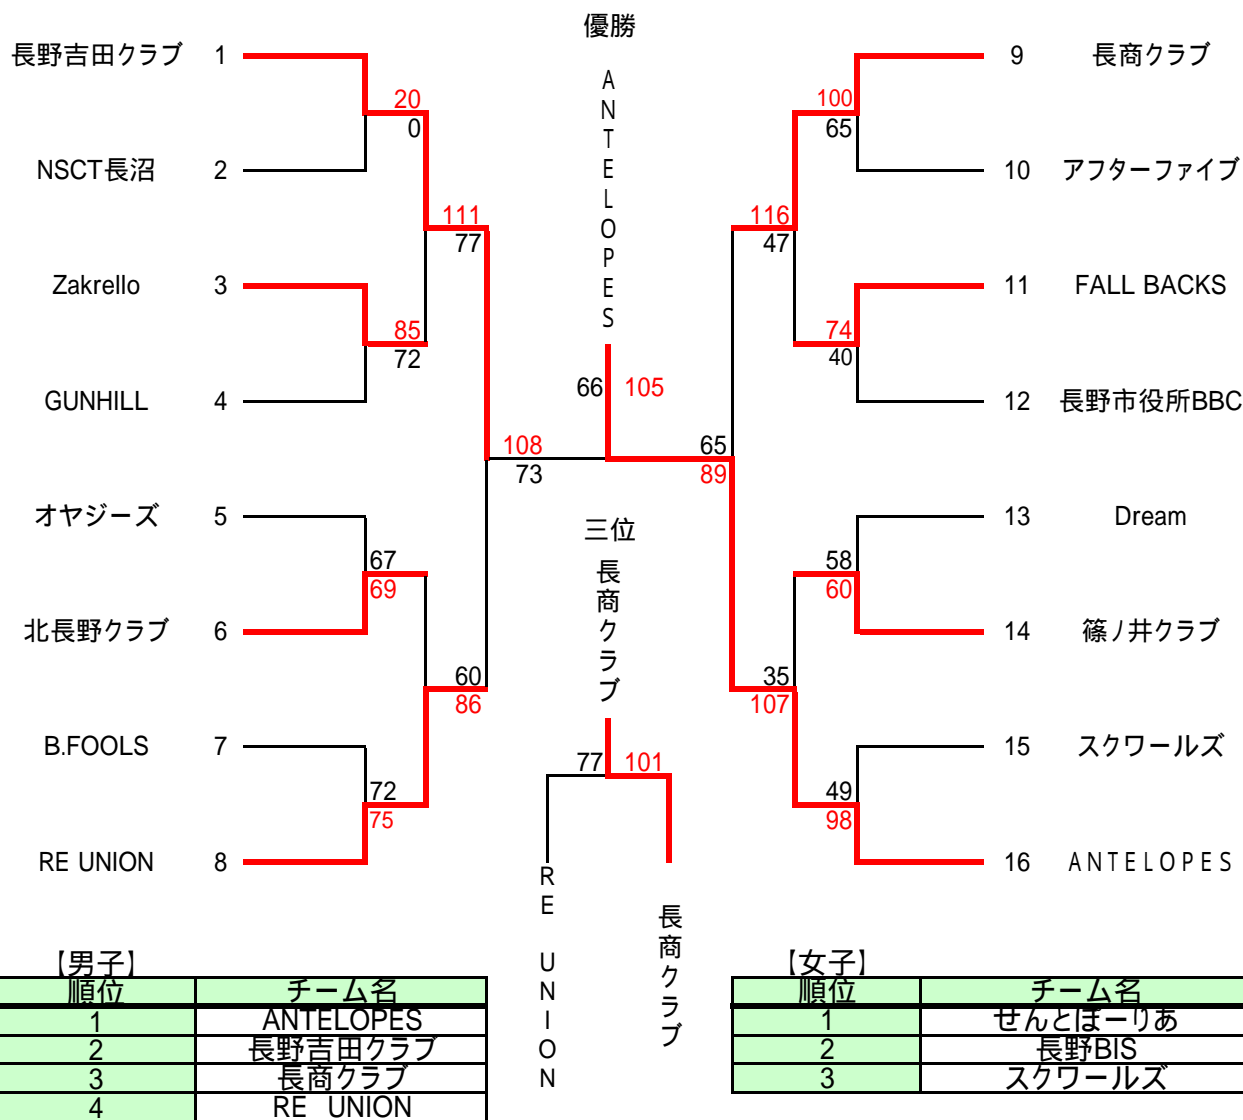 優勝
ANTELOPES
長野吉田クラブ 1
20
0
NSCT長沼 2
111
77
Zakrello 3
85
72
GUNHILL 4
108
73
オヤジーズ 5
67
69
北長野クラブ 6
60
86
B.FOOLS 7
72
75
RE UNION 8
66 105
9 長商クラブ
100
65
10 アフターファイブ
116
47
11 FALL BACKS
74
40
12 長野市役所BBC
65
89
13 Dream
58
60
14 篠ノ井クラブ
35
107
15 スクワールズ
49
98
16 ANTELOPES
三位
長商クラブ
77 101
RE UNION
長商クラブ
【男子】
順位 チーム名
1 ANTELOPES
2 長野吉田クラブ
3 長商クラブ
4 RE UNION
【女子】
順位 チーム名
1 せんとぽーりあ
2 長野BIS
3 スクワールズ